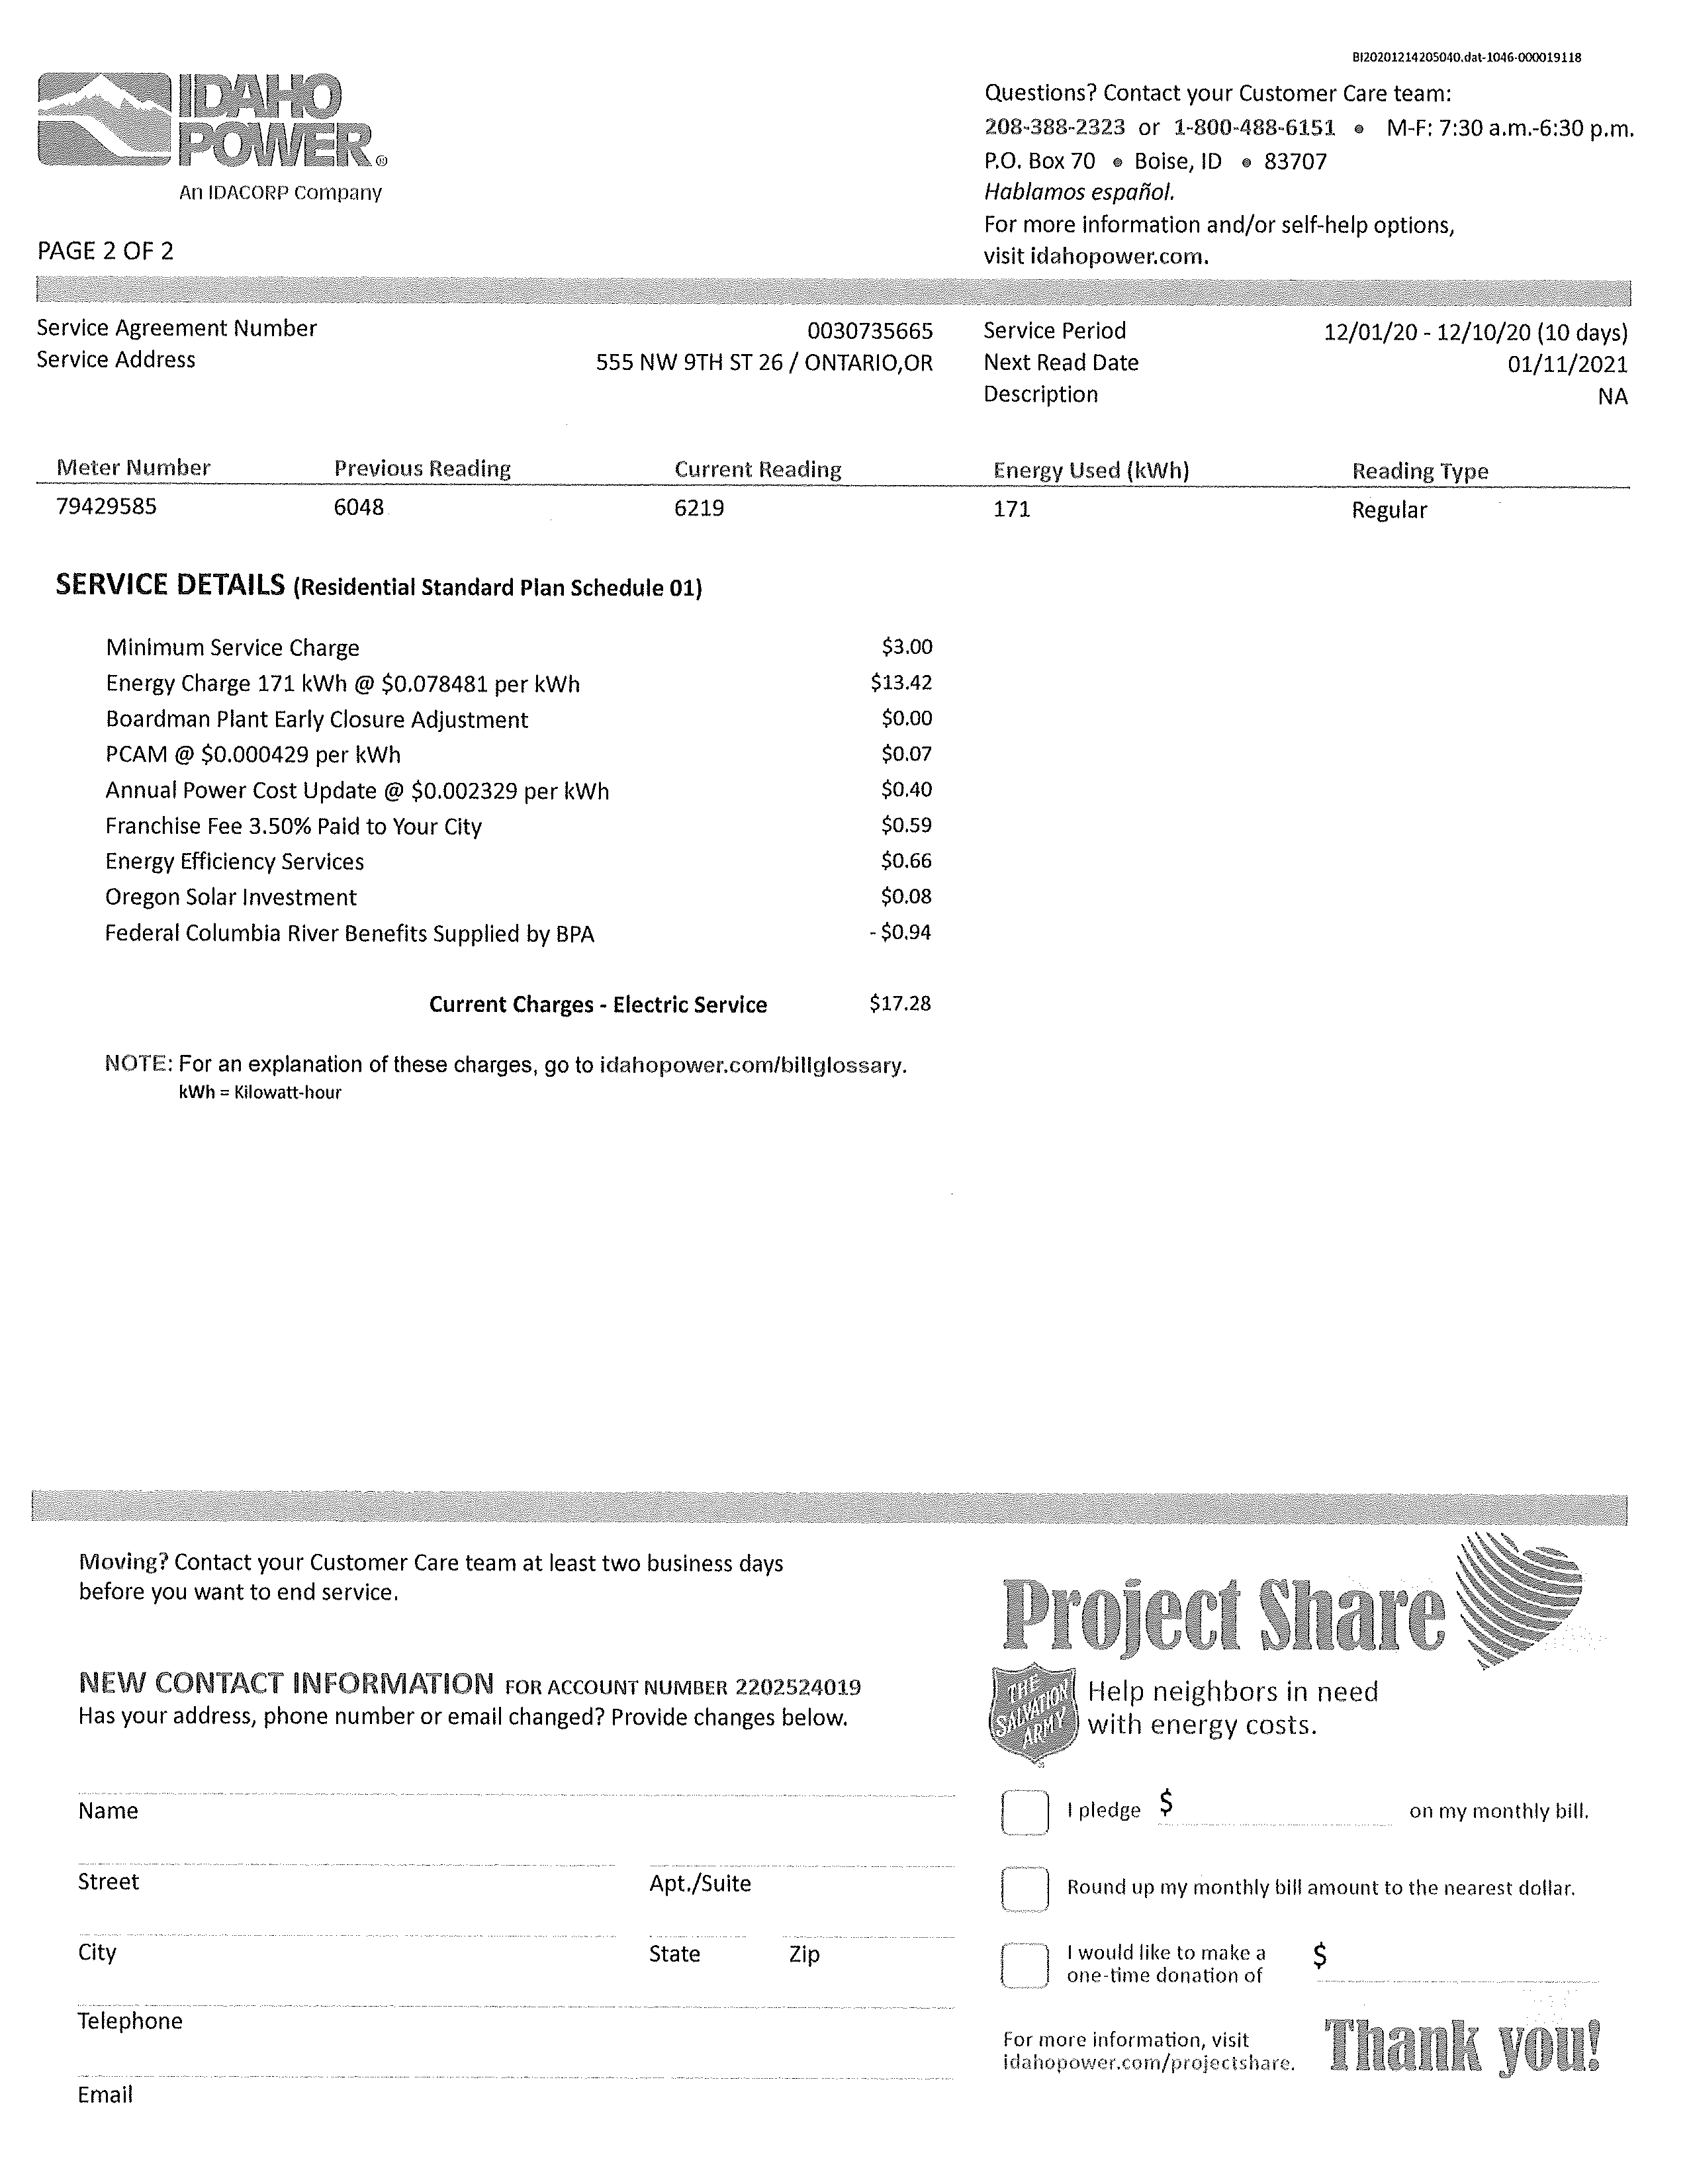 BI20201214205040.dat-1046-000019118
IDAHO
POWER®
An IDACORP Company
PAGE 2 OF 2
Questions? Contact your Customer Care team:
208-388-2323 or 1-800-488-6151 • M-F: 7:30 a.m.-6:30 p.m.
P.O. Box 70 • Boise, ID • 83707
Hablamos español.
For more information and/or self-help options,
visit idahopower.com.
Service Agreement Number 0030735665
Service Address 555 NW 9TH ST 26 / ONTARIO,OR
Service Period 12/01/20 - 12/10/20 (10 days)
Next Read Date 01/11/2021
Description NA
Meter Number Previous Reading Current Reading Energy Used (kWh) Reading Type
79429585 6048 6219 171 Regular
SERVICE DETAILS (Residential Standard Plan Schedule 01)
Minimum Service Charge $3.00
Energy Charge 171 kWh @ $0.078481 per kWh $13.42
Boardman Plant Early Closure Adjustment $0.00
PCAM @ $0.000429 per kWh $0.07
Annual Power Cost Update @ $0.002329 per kWh $0.40
Franchise Fee 3.50% Paid to Your City $0.59
Energy Efficiency Services $0.66
Oregon Solar Investment $0.08
Federal Columbia River Benefits Supplied by BPA - $0.94
Current Charges - Electric Service $17.28
NOTE: For an explanation of these charges, go to idahopower.com/billglossary.
kWh = Kilowatt-hour
Moving? Contact your Customer Care team at least two business days
before you want to end service.
NEW CONTACT INFORMATION FOR ACCOUNT NUMBER 2202524019
Has your address, phone number or email changed? Provide changes below.
Name
Street Apt./Suite
City State Zip
Telephone
Email
Project Share
THE
SALVATION
ARMY
Help neighbors in need
with energy costs.
I pledge $ on my monthly bill.
Round up my monthly bill amount to the nearest dollar.
I would like to make a
one-time donation of $
For more information, visit
idahopower.com/projectshare.
Thank you!